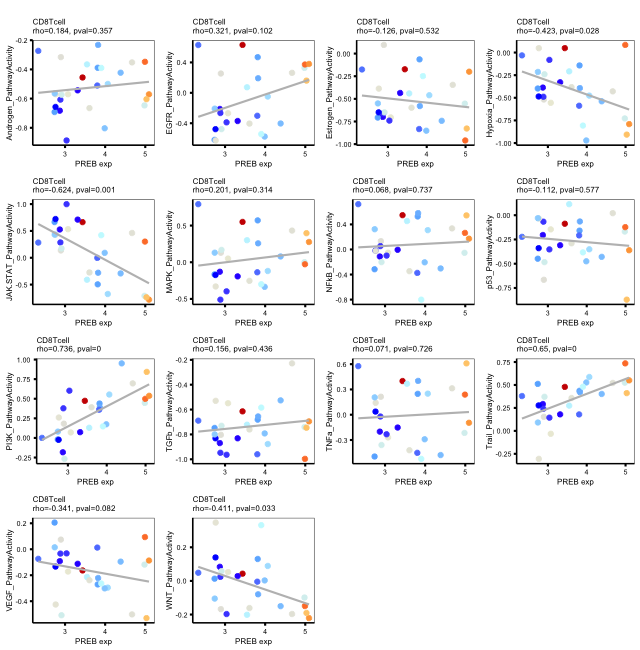 CD8Tcell
rho=0.184, pval=0.357
Androgen_PathwayActivity
-0.2
-0.4
-0.6
-0.8
3
4
5
PREB exp
CD8Tcell
rho=0.321, pval=0.102
EGFR_PathwayActivity
0.4
0.0
-0.4
3
4
5
PREB exp
CD8Tcell
rho=-0.126, pval=0.532
Estrogen_PathwayActivity
0.00
-0.25
-0.50
-0.75
-1.00
3
4
5
PREB exp
CD8Tcell
rho=-0.423, pval=0.028
Hypoxia_PathwayActivity
0.00
-0.25
-0.50
-0.75
-1.00
3
4
5
PREB exp
CD8Tcell
rho=-0.624, pval=0.001
JAK.STAT_PathwayActivity
1.0
0.5
0.0
-0.5
3
4
5
PREB exp
CD8Tcell
rho=0.201, pval=0.314
MAPK_PathwayActivity
0.5
0.0
-0.5
3
4
5
PREB exp
CD8Tcell
rho=0.068, pval=0.737
NFkB_PathwayActivity
0.4
0.0
-0.4
-0.8
3
4
5
PREB exp
CD8Tcell
rho=-0.112, pval=0.577
p53_PathwayActivity
0.00
-0.25
-0.50
-0.75
3
4
5
PREB exp
CD8Tcell
rho=0.736, pval=0
PI3K_PathwayActivity
1.00
0.75
0.50
0.25
0.00
-0.25
3
4
5
PREB exp
CD8Tcell
rho=0.156, pval=0.436
TGFb_PathwayActivity
-0.2
-0.4
-0.6
-0.8
-1.0
3
4
5
PREB exp
CD8Tcell
rho=0.071, pval=0.726
TNFa_PathwayActivity
0.6
0.3
0.0
-0.3
3
4
5
PREB exp
CD8Tcell
rho=0.65, pval=0
Trail_PathwayActivity
0.75
0.50
0.25
0.00
-0.25
3
4
5
PREB exp
CD8Tcell
rho=-0.341, pval=0.082
VEGF_PathwayActivity
0.2
0.0
-0.2
-0.4
3
4
5
PREB exp
CD8Tcell
rho=-0.411, pval=0.033
WNT_PathwayActivity
0.2
0.0
-0.2
3
4
5
PREB exp